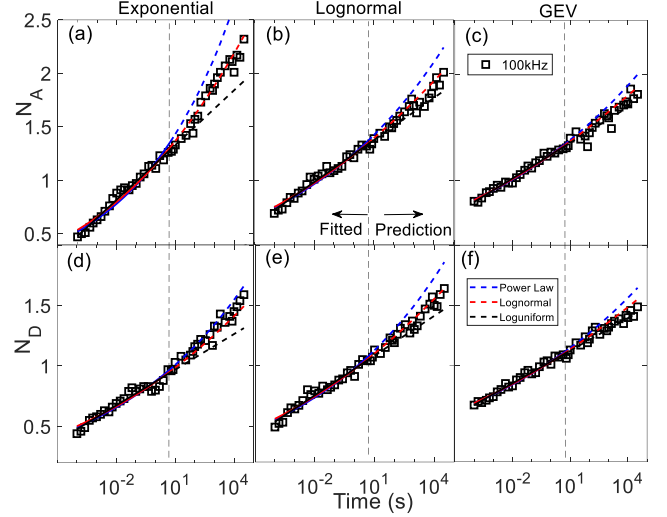 Exponential Lognormal GEV
(a) (b) (c)
2.5
2
1.5
1
0.5
N_A
100kHz
Fitted Prediction
(d) (e) (f)
1.5
1
0.5
N_D
Power Law
Lognormal
Loguniform
10^-2 10^1 10^4 10^-2 10^1 10^4 10^-2 10^1 10^4
Time (s)